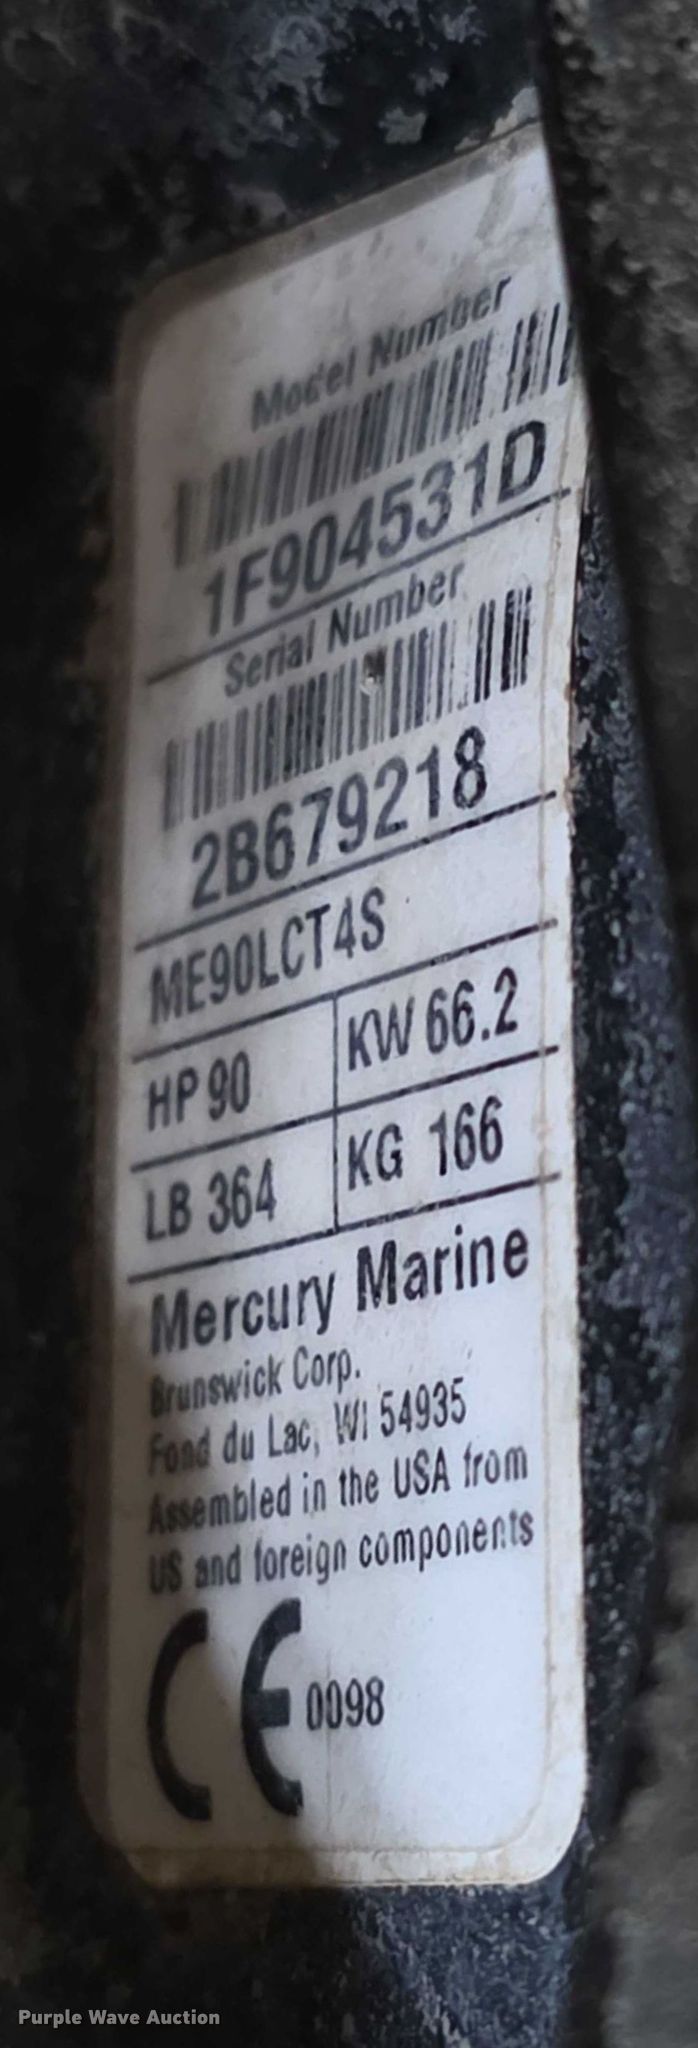 Model Number
1F904531D
Serial Number
2B679218
ME90LCT4S
HP 90 KW 66.2
LB 364 KG 166
Mercury Marine
Brunswick Corp.
Fond du Lac, WI 54935
Assembled in the USA from
US and foreign components
CE 0098
Purple Wave Auction